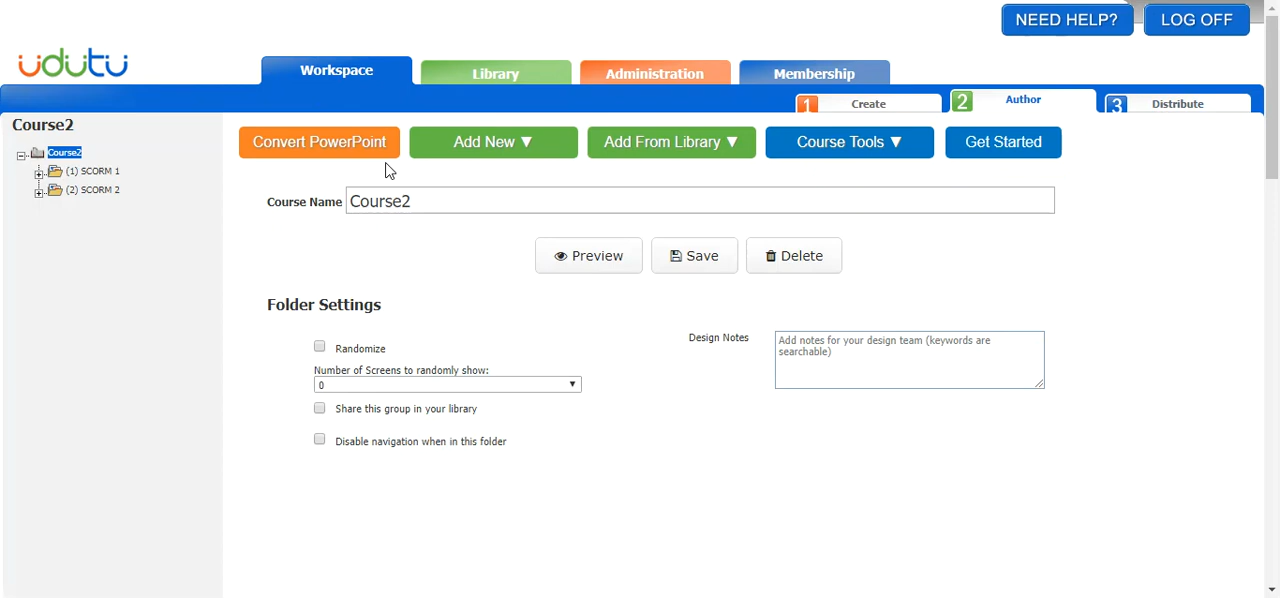 NEED HELP? LOG OFF
udutu
Workspace Library Administration Membership
1 Create 2 Author 3 Distribute
Course2
Course2
(1) SCORM 1
(2) SCORM 2
Convert PowerPoint Add New ▼ Add From Library ▼ Course Tools ▼ Get Started
Course Name Course2
Preview Save Delete
Folder Settings
Randomize
Number of Screens to randomly show:
0
Share this group in your library
Disable navigation when in this folder
Design Notes
Add notes for your design team (keywords are
searchable)